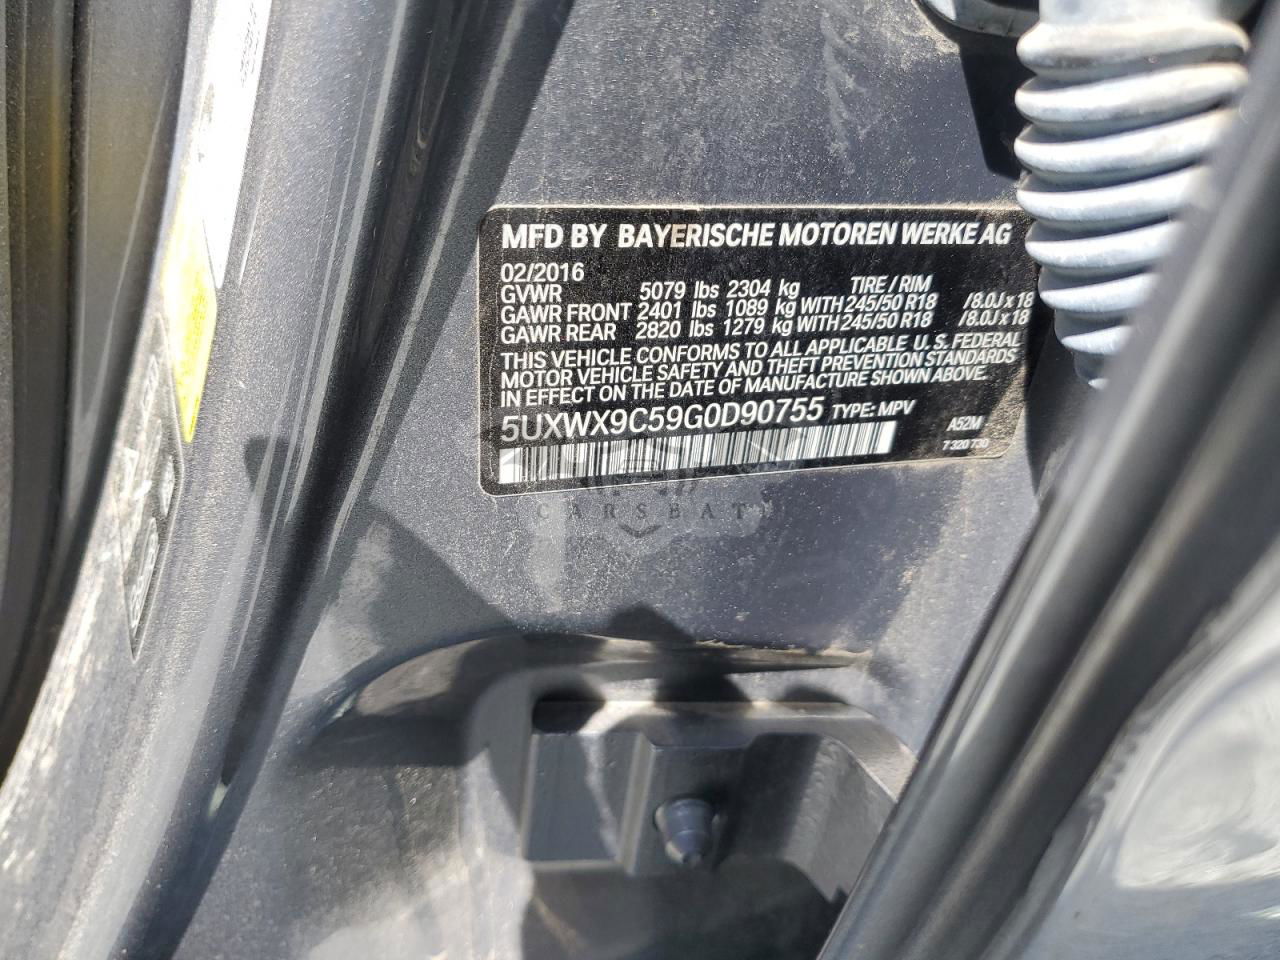 MFD BY BAYERISCHE MOTOREN WERKE AG
02/2016 TIRE / RIM
GVWR 5079 lbs 2304 kg
GAWR FRONT 2401 lbs 1089 kg WITH 245/50 R18 /8.0J x 18
GAWR REAR 2820 lbs 1279 kg WITH 245/50 R18 /8.0J x 18
THIS VEHICLE CONFORMS TO ALL APPLICABLE U. S. FEDERAL
MOTOR VEHICLE SAFETY AND THEFT PREVENTION STANDARDS
IN EFFECT ON THE DATE OF MANUFACTURE SHOWN ABOVE.
5UXWX9C59G0D90755 TYPE: MPV A52M
7 320 730
CARSBAT